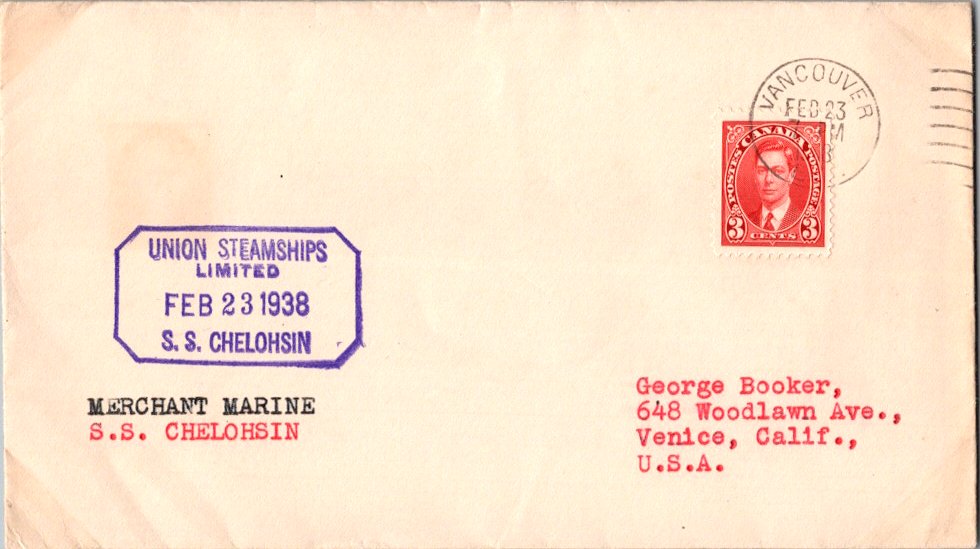 VANCOUVER
FEB 23
POSTES CANADA POSTAGE
3 CENTS 3
UNION STEAMSHIPS
LIMITED
FEB 23 1938
S. S. CHELOHSIN
MERCHANT MARINE
S.S. CHELOHSIN
George Booker,
648 Woodlawn Ave.,
Venice, Calif.,
U.S.A.